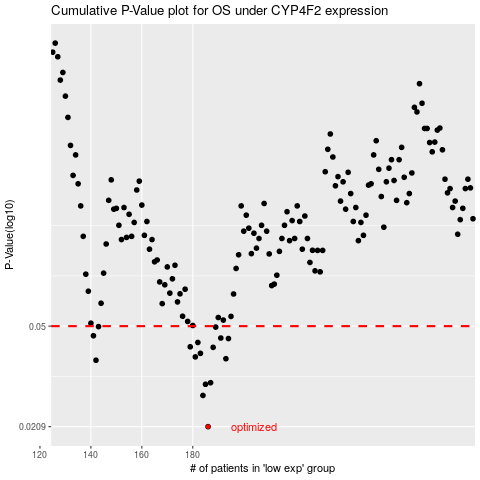 Cumulative P-Value plot for OS under CYP4F2 expression
P-Value(log10)
0.05
0.0209
optimized
120 140 160 180
# of patients in 'low exp' group